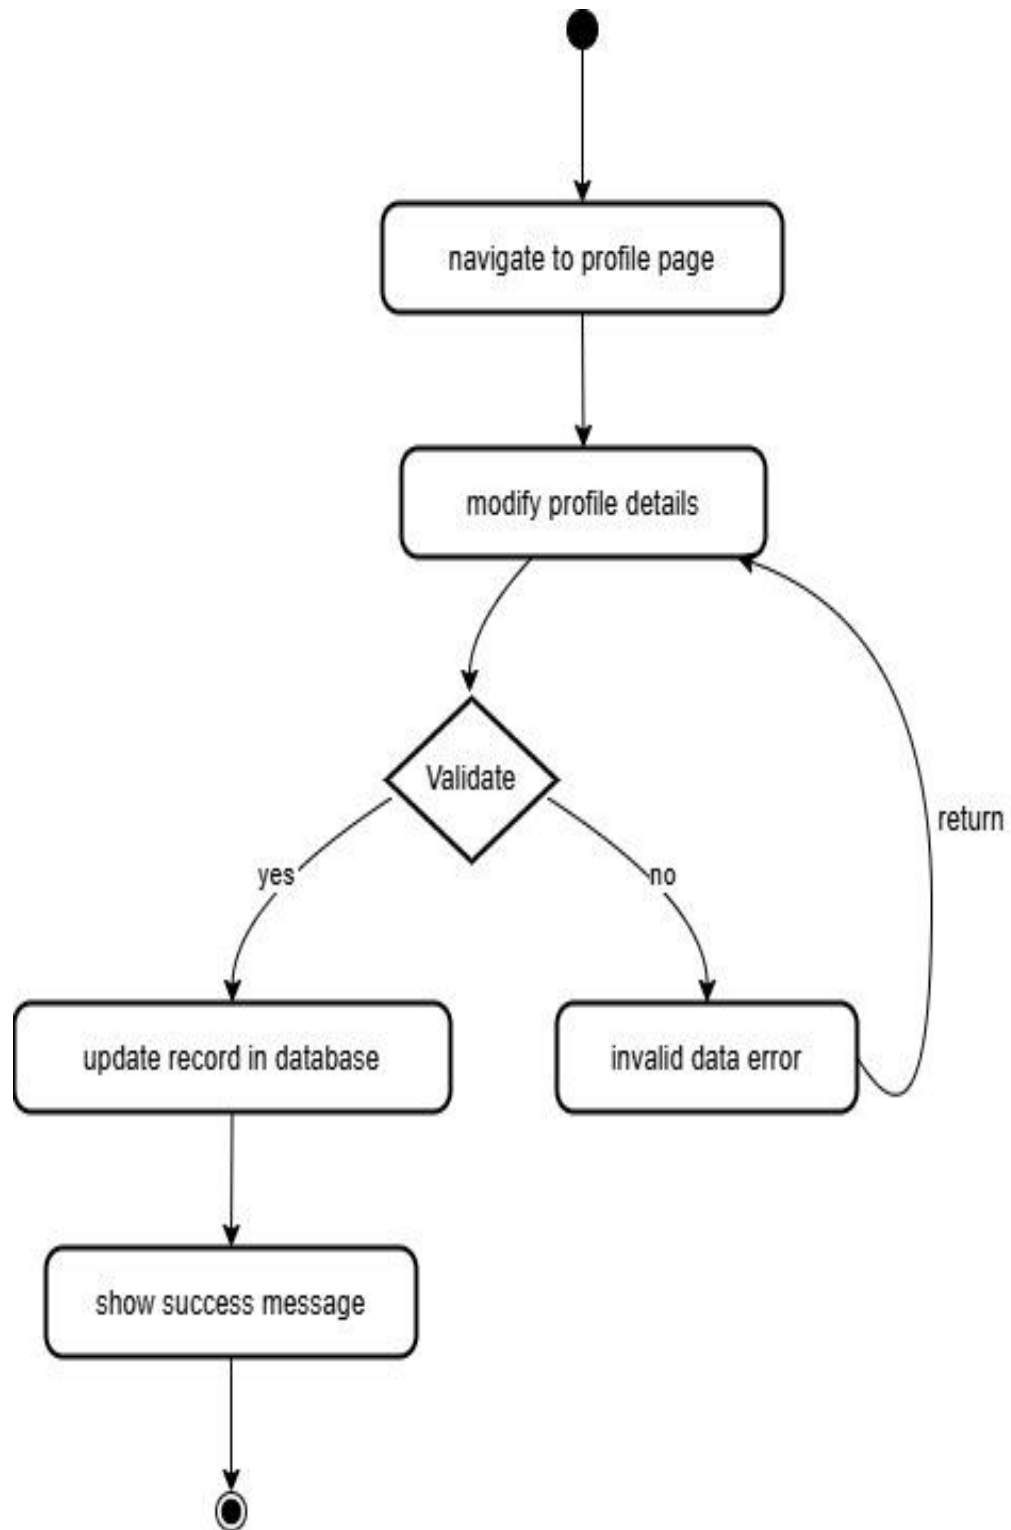 navigate to profile page
modify profile details
Validate
return
yes
no
update record in database
invalid data error
show success message